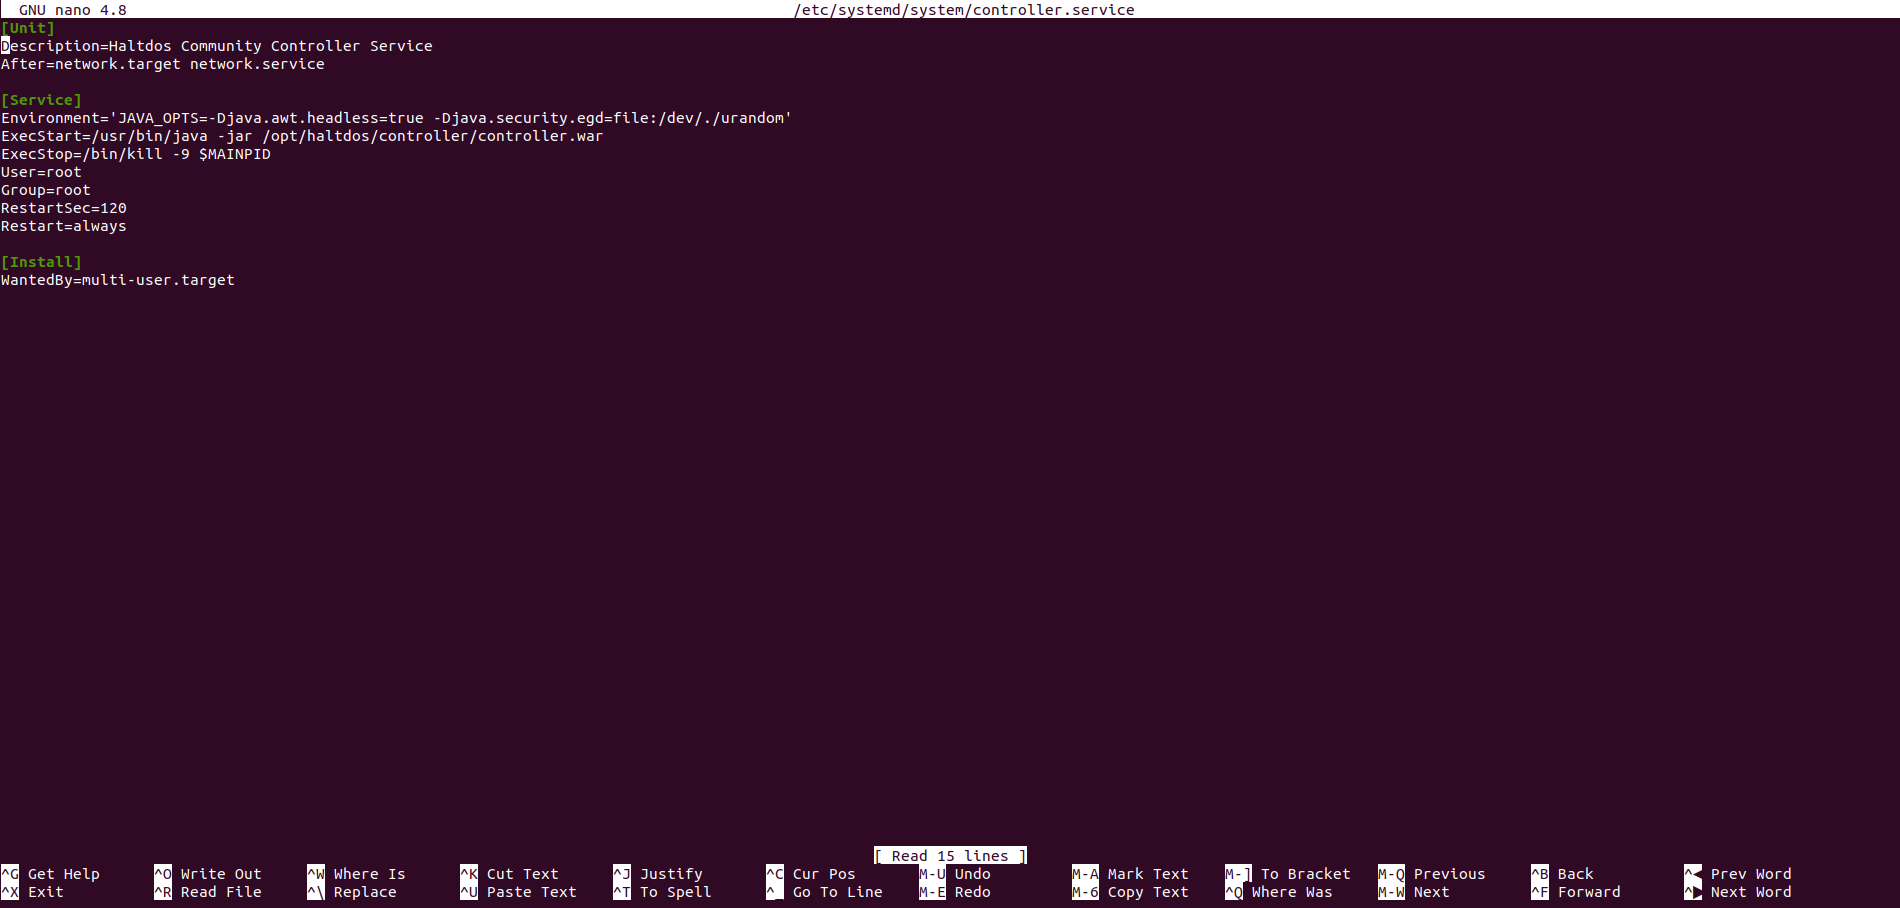 GNU nano 4.8 /etc/systemd/system/controller.service
[Unit]
Description=Haltdos Community Controller Service
After=network.target network.service
[Service]
Environment='JAVA_OPTS=-Djava.awt.headless=true -Djava.security.egd=file:/dev/./urandom'
ExecStart=/usr/bin/java -jar /opt/haltdos/controller/controller.war
ExecStop=/bin/kill -9 $MAINPID
User=root
Group=root
RestartSec=120
Restart=always
[Install]
WantedBy=multi-user.target
[ Read 15 lines ]
^G Get Help ^O Write Out ^W Where Is ^K Cut Text ^J Justify ^C Cur Pos M-U Undo M-A Mark Text M-] To Bracket M-Q Previous ^B Back ^◀ Prev Word
^X Exit ^R Read File ^\ Replace ^U Paste Text ^T To Spell ^_ Go To Line M-E Redo M-6 Copy Text ^Q Where Was M-W Next ^F Forward ^▶ Next Word